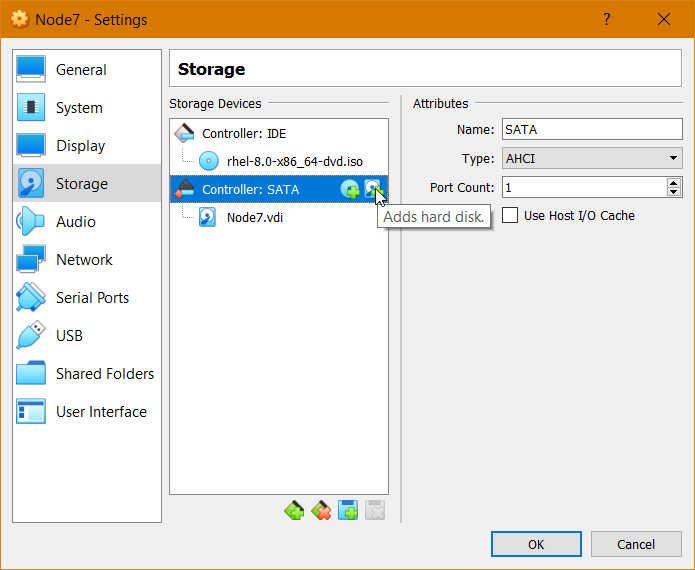 Node7 - Settings
?
General
System
Display
Storage
Audio
Network
Serial Ports
USB
Shared Folders
User Interface
Storage
Storage Devices
Controller: IDE
rhel-8.0-x86_64-dvd.iso
Controller: SATA
Node7.vdi
Adds hard disk.
Attributes
Name: SATA
Type: AHCI
Port Count: 1
Use Host I/O Cache
OK Cancel